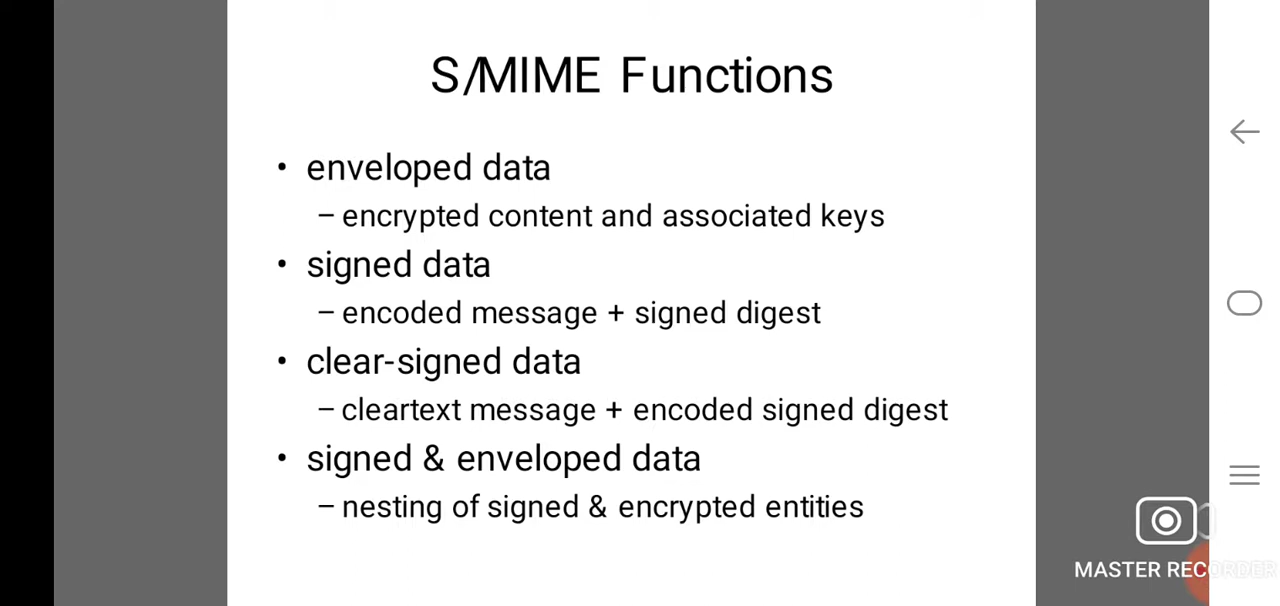 S/MIME Functions
• enveloped data
– encrypted content and associated keys
• signed data
– encoded message + signed digest
• clear-signed data
– cleartext message + encoded signed digest
• signed & enveloped data
– nesting of signed & encrypted entities
MASTER RECORDER